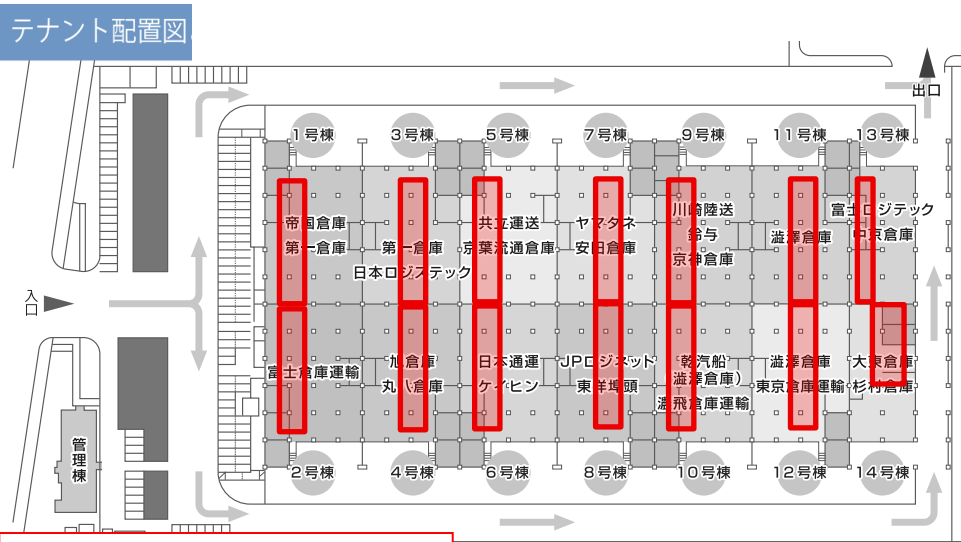 テナント配置図
出口
1号棟
3号棟
5号棟
7号棟
9号棟
11号棟
13号棟
帝国倉庫
第一倉庫
第一倉庫
日本ロジステック
共立運送
京葉流通倉庫
ヤマタネ
安田倉庫
川崎陸送
鈴与
京神倉庫
澁澤倉庫
富士ロジテック
中京倉庫
入口
富士倉庫運輸
旭倉庫
丸八倉庫
日本通運
ケイヒン
JPロジネット
東洋埠頭
乾汽船
(澁澤倉庫)
濃飛倉庫運輸
澁澤倉庫
東京倉庫運輸
大東倉庫
杉村倉庫
管理棟
2号棟
4号棟
6号棟
8号棟
10号棟
12号棟
14号棟